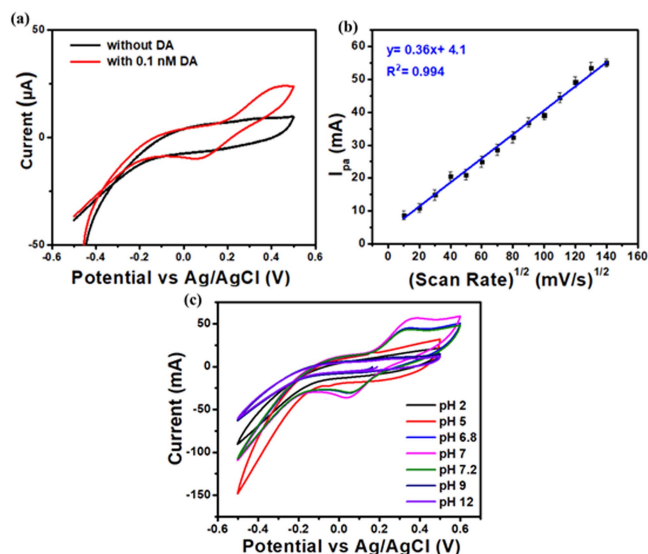 (a)
50
0
-50
Current (µA)
without DA
with 0.1 nM DA
-0.6 -0.4 -0.2 0.0 0.2 0.4 0.6
Potential vs Ag/AgCl (V)
(b)
60
50
40
30
20
10
0
I pa (mA)
y= 0.36x+ 4.1
R²= 0.994
0 20 40 60 80 100 120 140 160
(Scan Rate)^1/2 (mV/s)^1/2
(c)
50
0
-50
-100
-150
Current (mA)
pH 2
pH 5
pH 6.8
pH 7
pH 7.2
pH 9
pH 12
-0.6 -0.4 -0.2 0.0 0.2 0.4 0.6
Potential vs Ag/AgCl (V)